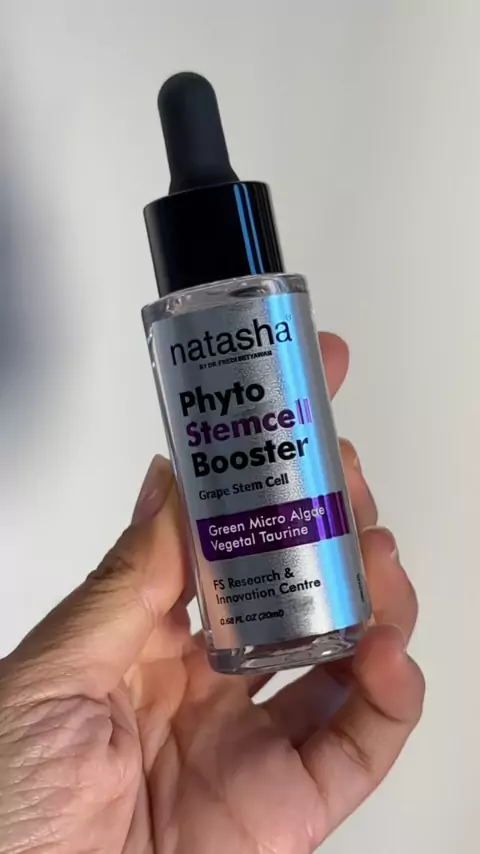 natasha®
BY DR FREDI SETYAWAN
Phyto
Stemcell
Booster
Grape Stem Cell
Green Micro Algae
Vegetal Taurine
FS Research &
Innovation Centre
0.68 FL OZ (20ml)